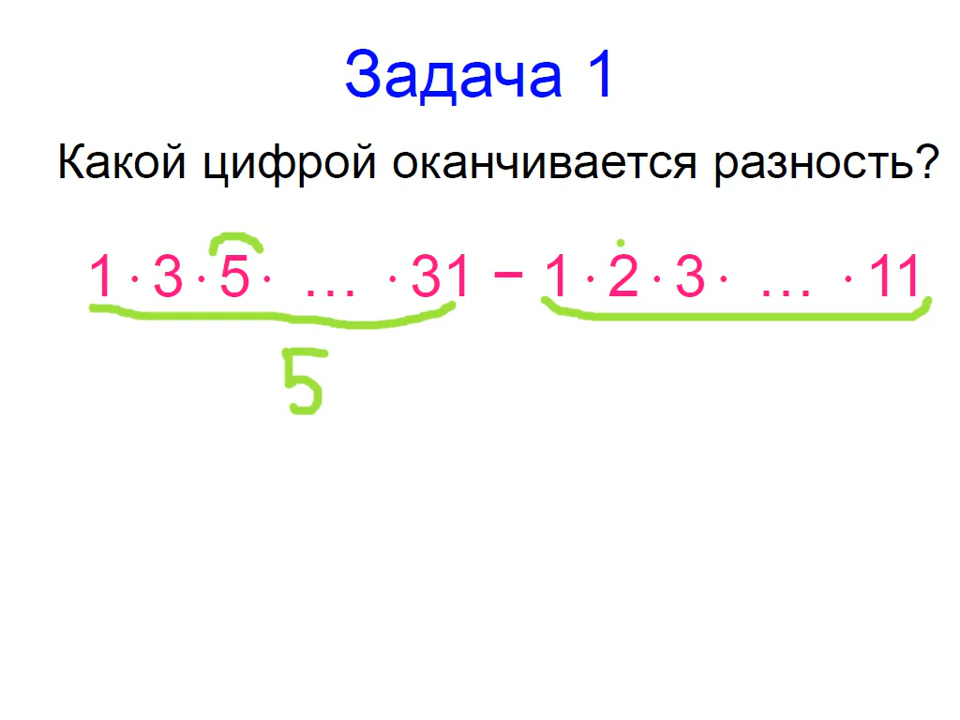 Задача 1
Какой цифрой оканчивается разность?
1 · 3 · 5 · … · 31 − 1 · 2 · 3 · … · 11
5